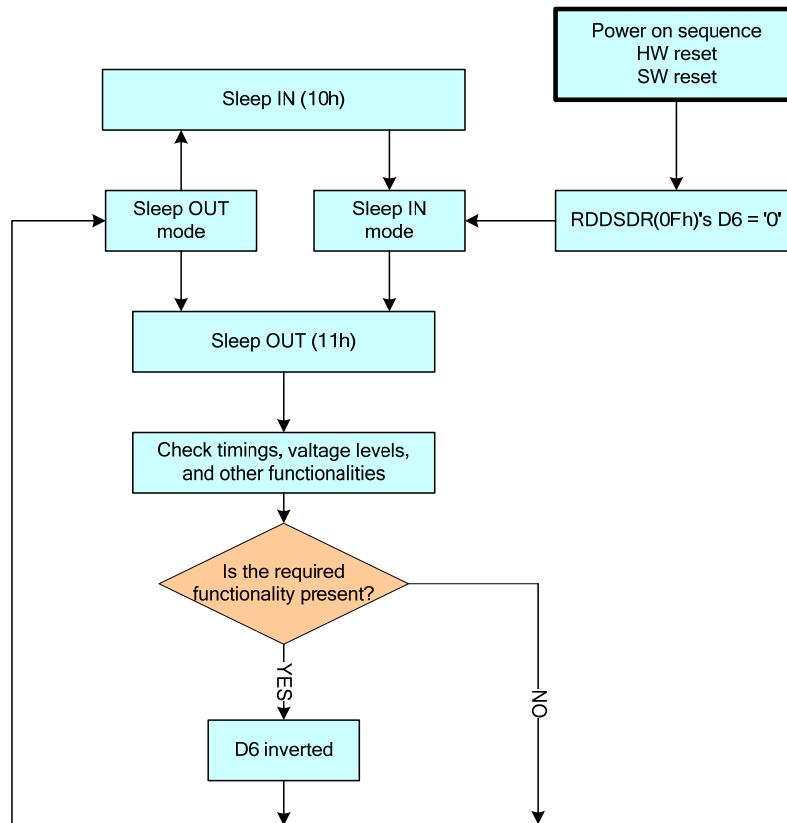 Power on sequence
HW reset
SW reset
Sleep IN (10h)
Sleep OUT
mode
Sleep IN
mode
RDDSDR(0Fh)'s D6 = '0'
Sleep OUT (11h)
Check timings, valtage levels,
and other functionalities
Is the required
functionality present?
YES
NO
D6 inverted